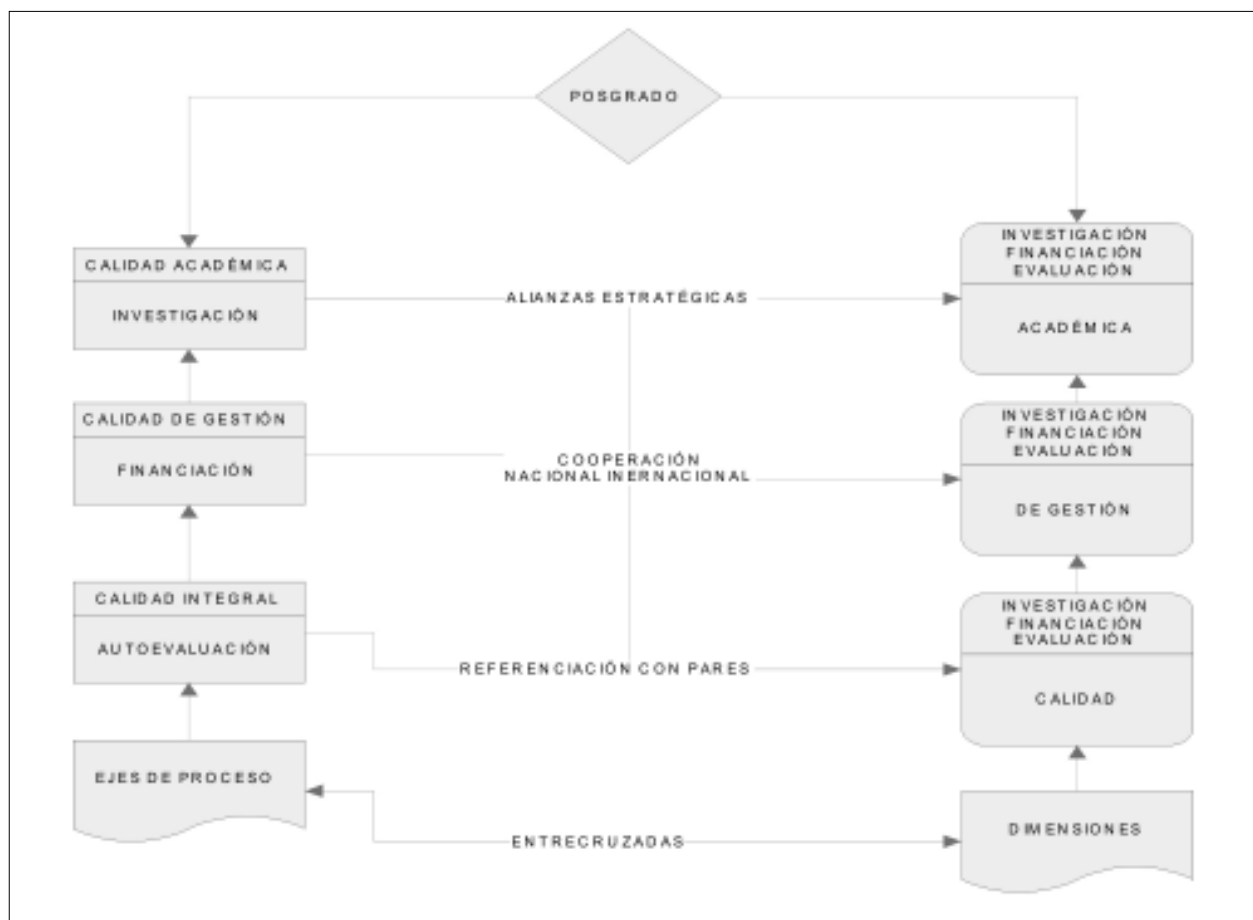 POSGRADO
CALIDAD ACADÉMICA
INVESTIGACIÓN
ALIANZAS ESTRATÉGICAS
INVESTIGACIÓN
FINANCIACIÓN
EVALUACIÓN
ACADÉMICA
CALIDAD DE GESTIÓN
FINANCIACIÓN
COOPERACIÓN
NACIONAL INERNACIONAL
INVESTIGACIÓN
FINANCIACIÓN
EVALUACIÓN
DE GESTIÓN
CALIDAD INTEGRAL
AUTOEVALUACIÓN
REFERENCIACIÓN CON PARES
INVESTIGACIÓN
FINANCIACIÓN
EVALUACIÓN
CALIDAD
EJES DE PROCESO
ENTRECRUZADAS
DIMENSIONES